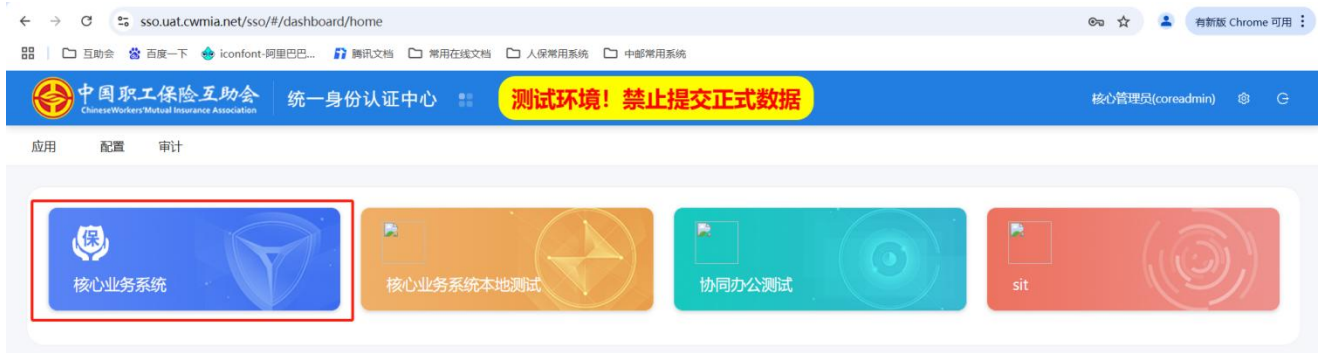 sso.uat.cwmia.net/sso/#/dashboard/home 有新版 Chrome 可用
互助会 百度一下 iconfont-阿里巴巴... 腾讯文档 常用在线文档 人保常用系统 中邮常用系统
中国职工保险互助会 统一身份认证中心 测试环境！禁止提交正式数据 核心管理员(coreadmin)
ChineseWorkers'Mutual Insurance Association
应用 配置 审计
保
核心业务系统 核心业务系统本地测试 协同办公测试 sit